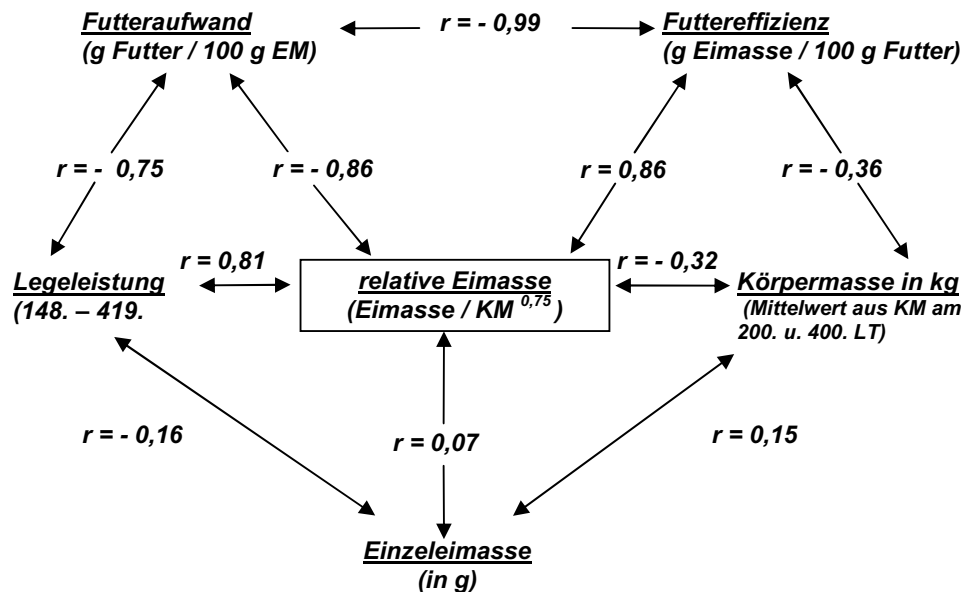 Futteraufwand
(g Futter / 100 g EM)
r = - 0,99
Futtereffizienz
(g Eimasse / 100 g Futter)
r = - 0,75
r = - 0,86
r = 0,86
r = - 0,36
Legeleistung
(148. – 419.
r = 0,81
relative Eimasse
(Eimasse / KM 0,75)
r = - 0,32
Körpermasse in kg
(Mittelwert aus KM am
200. u. 400. LT)
r = - 0,16
r = 0,07
r = 0,15
Einzeleimasse
(in g)